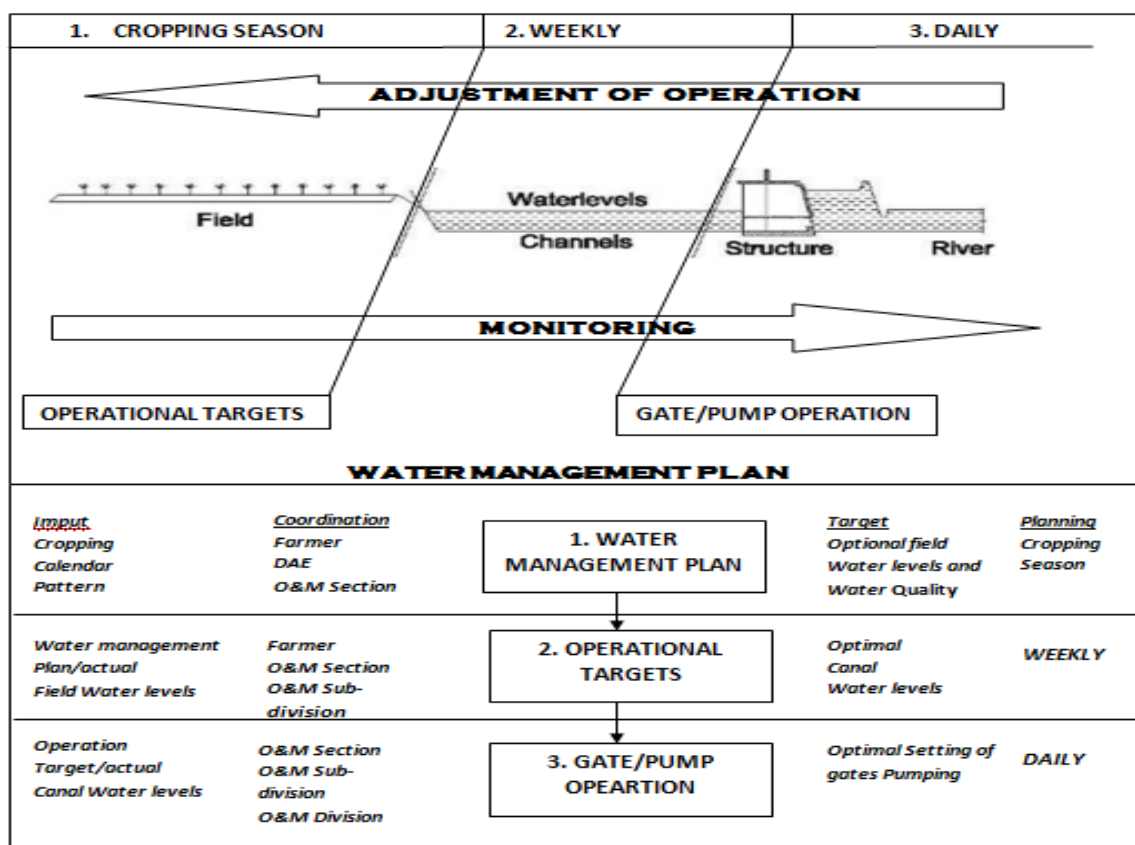 1. CROPPING SEASON 2. WEEKLY 3. DAILY
ADJUSTMENT OF OPERATION
Waterlevels
Field
Channels
Structure River
MONITORING
OPERATIONAL TARGETS
GATE/PUMP OPERATION
WATER MANAGEMENT PLAN
Imput
Cropping
Calendar
Pattern
Coordination
Farmer
DAE
O&M Section
1. WATER
MANAGEMENT PLAN
Target
Optional field
Water levels and
Water Quality
Planning
Cropping
Season
Water management
Plan/actual
Field Water levels
Farmer
O&M Section
O&M Sub-
division
2. OPERATIONAL
TARGETS
Optimal
Canal
Water levels
WEEKLY
Operation
Target/actual
Canal Water levels
O&M Section
O&M Sub-
division
O&M Division
3. GATE/PUMP
OPEARTION
Optimal Setting of
gates Pumping
DAILY